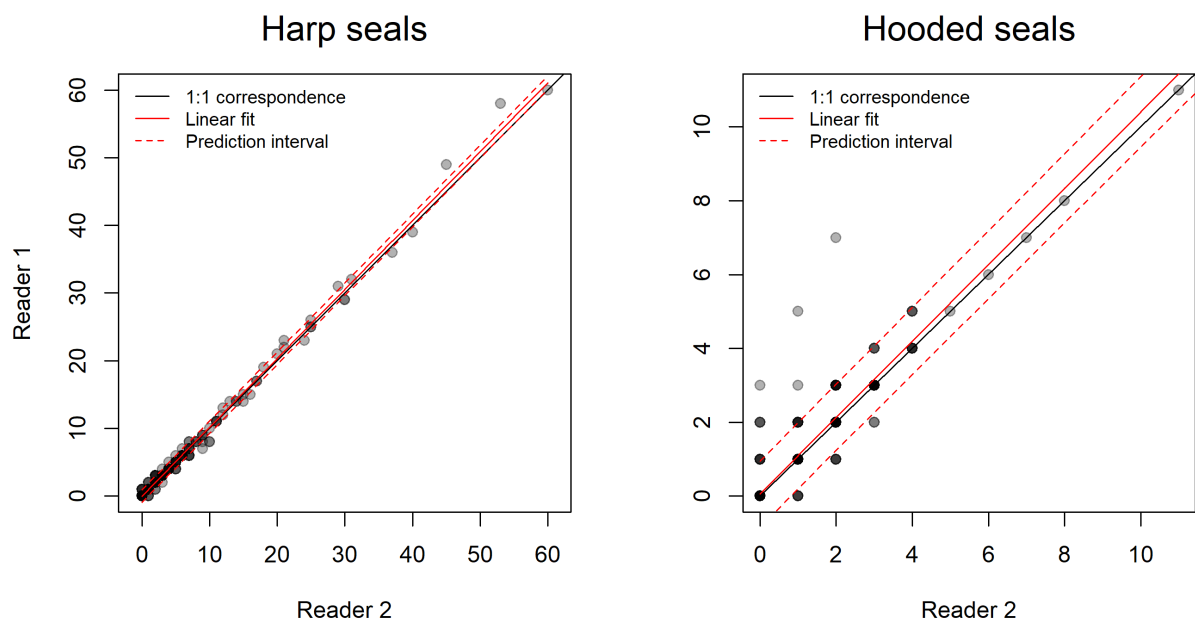 Harp seals
1:1 correspondence
Linear fit
Prediction interval
60
50
40
30
20
10
0
Reader 1
0 10 20 30 40 50 60
Reader 2
Hooded seals
1:1 correspondence
Linear fit
Prediction interval
10
8
6
4
2
0
0 2 4 6 8 10
Reader 2